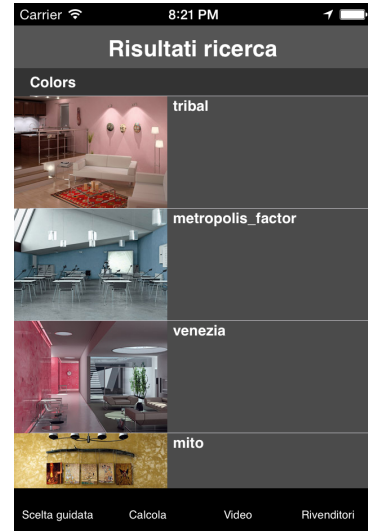 Carrier 8:21 PM
Risultati ricerca
Colors
tribal
metropolis_factor
venezia
mito
Scelta guidata Calcola Video Rivenditori